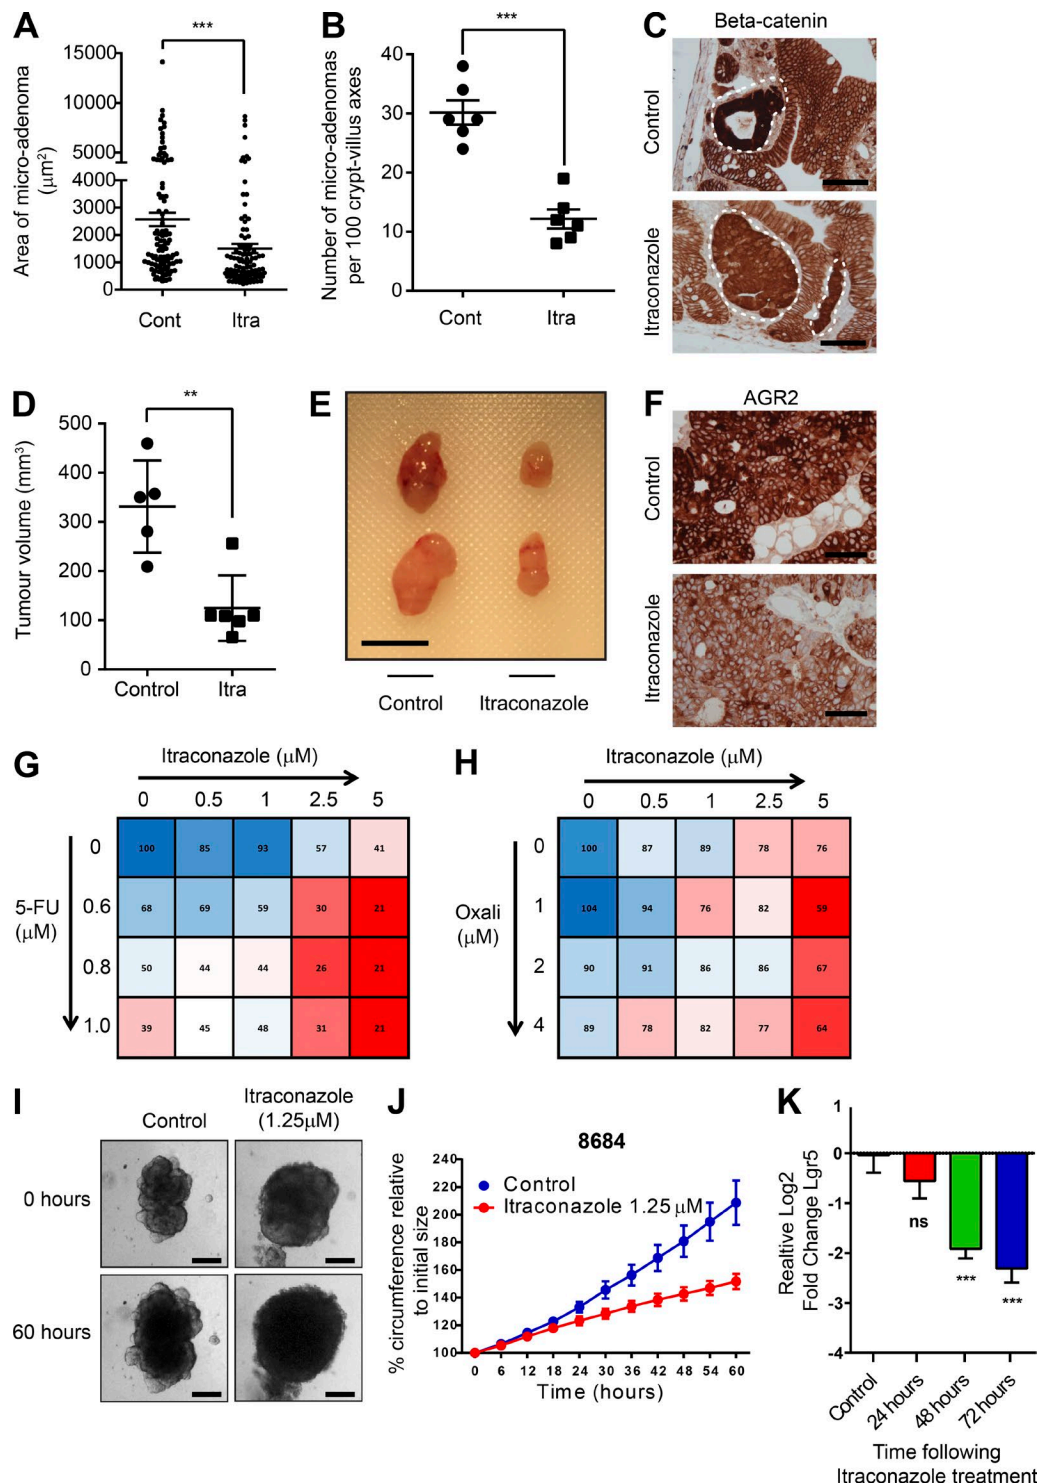 A
***
15000
10000
5000
4000
3000
2000
1000
0
Area of micro-adenoma
(μm²)
Cont
Itra
B
***
40
30
20
10
0
Number of micro-adenomas
per 100 crypt-villus axes
Cont
Itra
C
Beta-catenin
Control
Itraconazole
D
**
500
400
300
200
100
0
Tumour volume (mm³)
Control
Itra
E
Control
Itraconazole
F
AGR2
Control
Itraconazole
G
Itraconazole (μM)
0 0.5 1 2.5 5
5-FU
(μM)
0 100 85 93 57 41
0.6 68 69 59 30 21
0.8 50 44 44 26 21
1.0 39 45 48 31 21
H
Itraconazole (μM)
0 0.5 1 2.5 5
Oxali
(μM)
0 100 87 89 78 76
1 104 94 76 82 59
2 90 91 86 86 67
4 89 78 82 77 64
I
Control
Itraconazole
(1.25μM)
0 hours
60 hours
J
8684
240
220
200
180
160
140
120
100
% circumference relative
to initial size
Control
Itraconazole 1.25 μM
0 6 12 18 24 30 36 42 48 54 60
Time (hours)
K
1
0
-1
-2
-3
-4
Realtive Log2
Fold Change Lgr5
ns
***
***
Control
24 hours
48 hours
72 hours
Time following
Itraconazole treatment